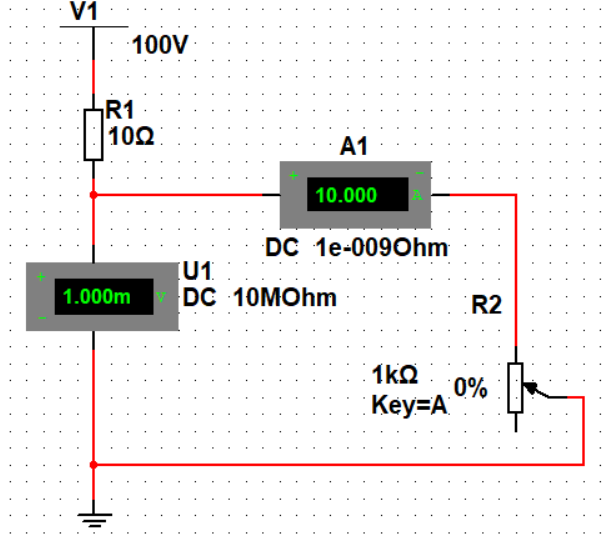 V1
100V
R1
10Ω
A1
+
−
10.000 A
DC 1e-009Ohm
U1
+
1.000m V
DC 10MOhm
−
R2
1kΩ
0%
Key=A